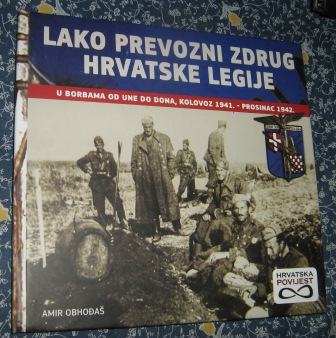 LAKO PREVOZNI ZDRUG
HRVATSKE LEGIJE
U BORBAMA OD UNE DO DONA, KOLOVOZ 1941. - PROSINAC 1942.
HRVATSKA
POVIJEST
AMIR OBHOĐAŠ